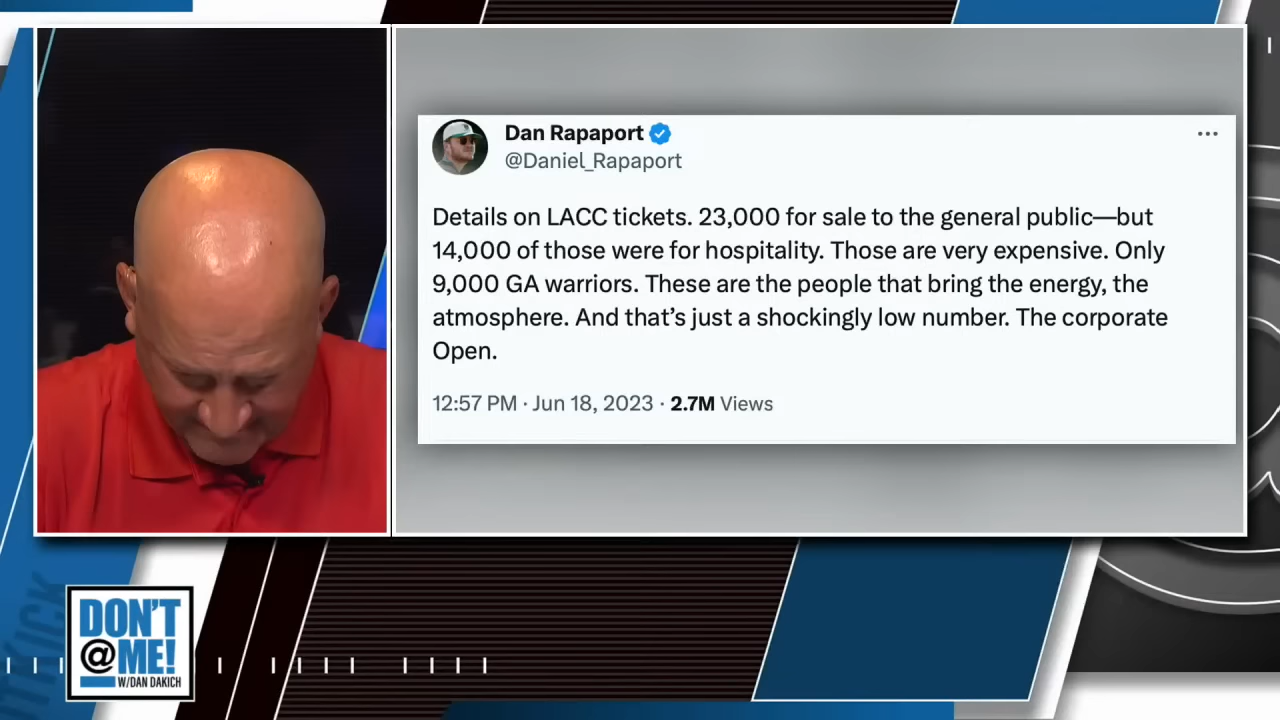 Dan Rapaport
@Daniel_Rapaport
Details on LACC tickets. 23,000 for sale to the general public—but
14,000 of those were for hospitality. Those are very expensive. Only
9,000 GA warriors. These are the people that bring the energy, the
atmosphere. And that’s just a shockingly low number. The corporate
Open.
12:57 PM · Jun 18, 2023 · 2.7M Views
DON'T
@ME!
W/DAN DAKICH